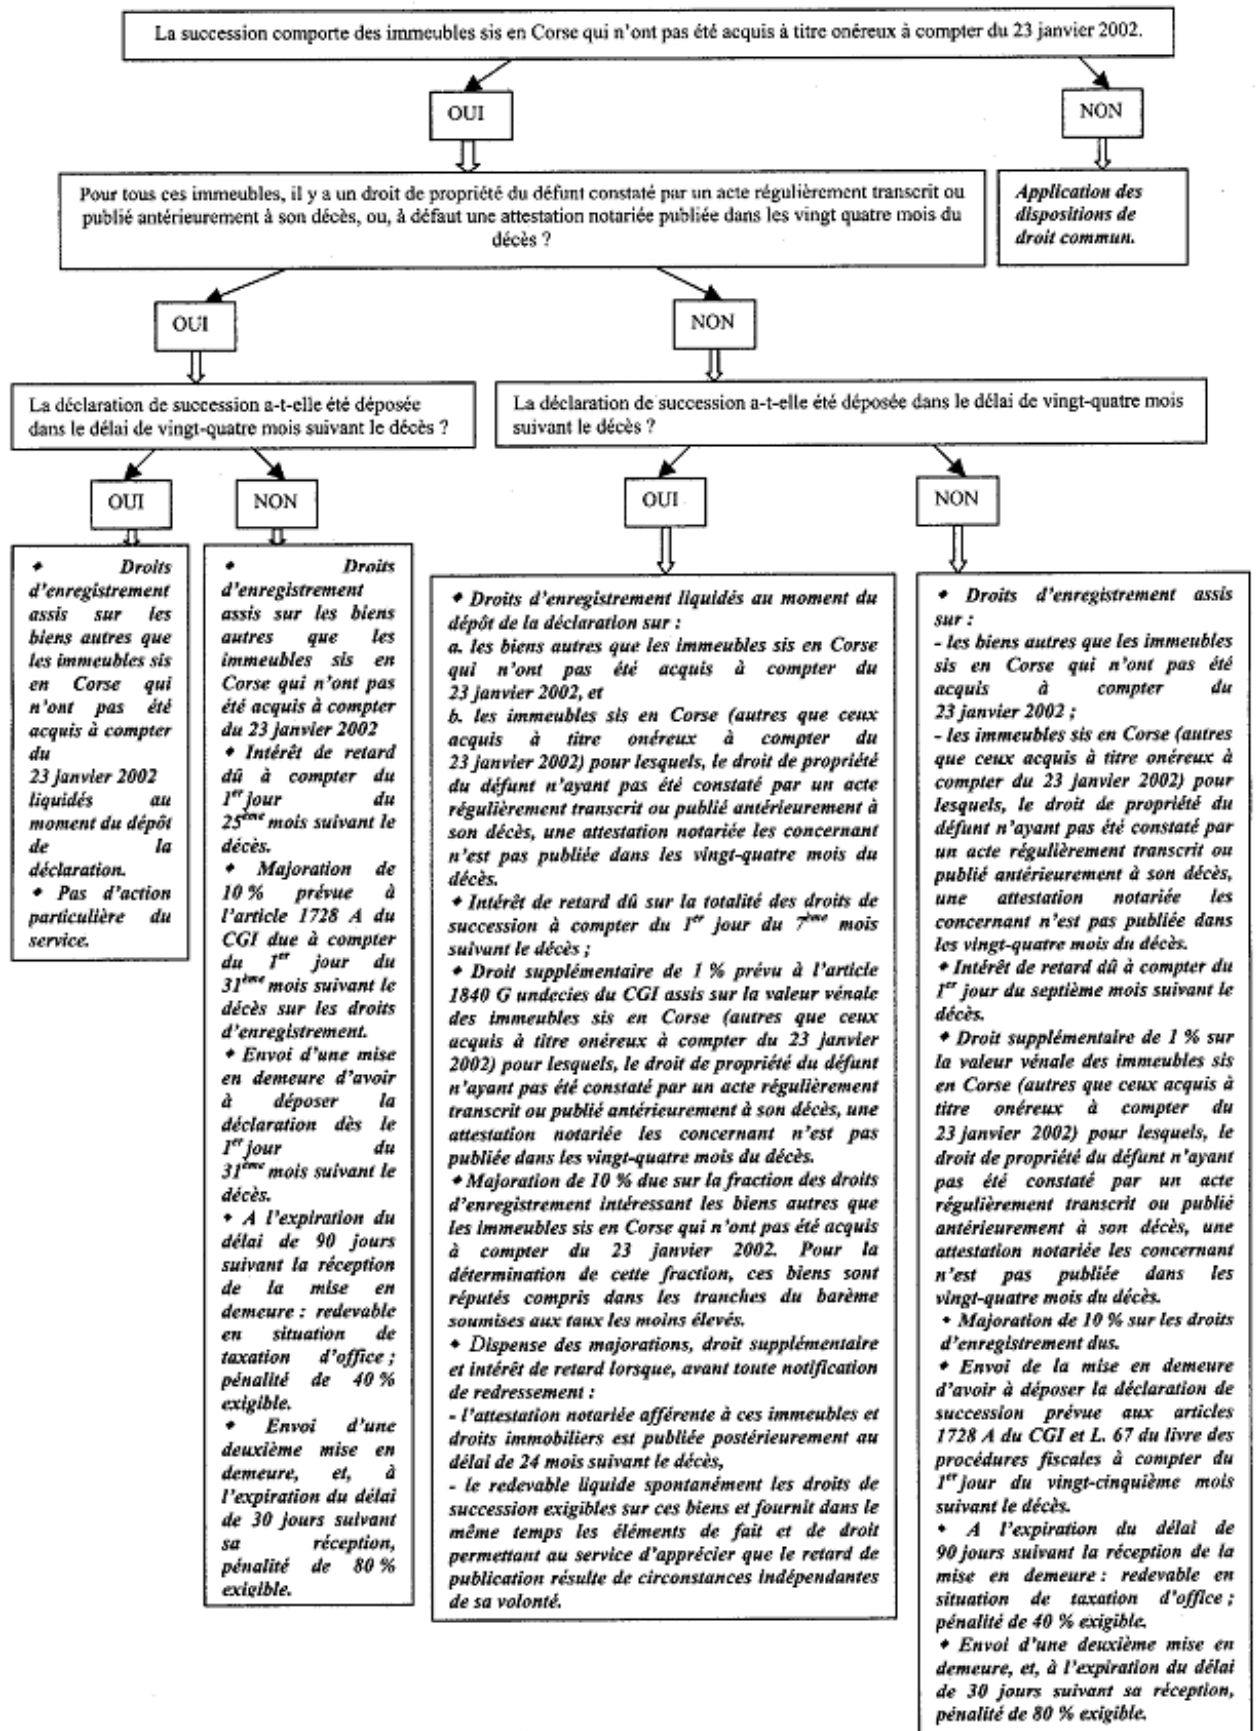 La succession comporte des immeubles sis en Corse qui n'ont pas été acquis à titre onéreux à compter du 23 janvier 2002.
OUI
NON
Pour tous ces immeubles, il y a un droit de propriété du défunt constaté par un acte régulièrement transcrit ou
publié antérieurement à son décès, ou, à défaut une attestation notariée publiée dans les vingt quatre mois du
décès ?
Application des
dispositions de
droit commun.
OUI
NON
La déclaration de succession a-t-elle été déposée
dans le délai de vingt-quatre mois suivant le décès ?
La déclaration de succession a-t-elle été déposée dans le délai de vingt-quatre mois
suivant le décès ?
OUI
NON
OUI
NON
♦ Droits
d'enregistrement
assis sur les
biens autres que
les immeubles sis
en Corse qui
n'ont pas été
acquis à compter
du
23 janvier 2002
liquidés au
moment du dépôt
de la
déclaration.
♦ Pas d'action
particulière du
service.
♦ Droits
d'enregistrement
assis sur les biens
autres que les
immeubles sis en
Corse qui n'ont pas
été acquis à compter
du 23 janvier 2002
♦ Intérêt de retard
dû à compter du
1er jour du
25ème mois suivant le
décès.
♦ Majoration de
10 % prévue à
l'article 1728 A du
CGI due à compter
du 1er jour du
31ème mois suivant le
décès sur les droits
d'enregistrement.
♦ Envoi d'une mise
en demeure d'avoir
à déposer la
déclaration dès le
1er jour du
31ème mois suivant le
décès.
♦ A l'expiration du
délai de 90 jours
suivant la réception
de la mise en
demeure : redevable
en situation de
taxation d'office ;
pénalité de 40 %
exigible.
♦ Envoi d'une
deuxième mise en
demeure, et, à
l'expiration du délai
de 30 jours suivant
sa réception,
pénalité de 80 %
exigible.
♦ Droits d'enregistrement liquidés au moment du
dépôt de la déclaration sur :
a. les biens autres que les immeubles sis en Corse
qui n'ont pas été acquis à compter du
23 janvier 2002, et
b. les immeubles sis en Corse (autres que ceux
acquis à titre onéreux à compter du
23 janvier 2002) pour lesquels, le droit de propriété
du défunt n'ayant pas été constaté par un acte
régulièrement transcrit ou publié antérieurement à
son décès, une attestation notariée les concernant
n'est pas publiée dans les vingt-quatre mois du
décès.
♦ Intérêt de retard dû sur la totalité des droits de
succession à compter du 1er jour du 7ème mois
suivant le décès ;
♦ Droit supplémentaire de 1 % prévu à l'article
1840 G undecies du CGI assis sur la valeur vénale
des immeubles sis en Corse (autres que ceux
acquis à titre onéreux à compter du 23 janvier
2002) pour lesquels, le droit de propriété du défunt
n'ayant pas été constaté par un acte régulièrement
transcrit ou publié antérieurement à son décès, une
attestation notariée les concernant n'est pas
publiée dans les vingt-quatre mois du décès.
♦ Majoration de 10 % due sur la fraction des droits
d'enregistrement intéressant les biens autres que
les immeubles sis en Corse qui n'ont pas été acquis
à compter du 23 janvier 2002. Pour la
détermination de cette fraction, ces biens sont
réputés compris dans les tranches du barème
soumises aux taux les moins élevés.
♦ Dispense des majorations, droit supplémentaire
et intérêt de retard lorsque, avant toute notification
de redressement :
- l'attestation notariée afférente à ces immeubles et
droits immobiliers est publiée postérieurement au
délai de 24 mois suivant le décès,
- le redevable liquide spontanément les droits de
succession exigibles sur ces biens et fournit dans le
même temps les éléments de fait et de droit
permettant au service d'apprécier que le retard de
publication résulte de circonstances indépendantes
de sa volonté.
♦ Droits d'enregistrement assis
sur :
- les biens autres que les immeubles
sis en Corse qui n'ont pas été
acquis à compter du
23 janvier 2002 ;
- les immeubles sis en Corse (autres
que ceux acquis à titre onéreux à
compter du 23 janvier 2002) pour
lesquels, le droit de propriété du
défunt n'ayant pas été constaté par
un acte régulièrement transcrit ou
publié antérieurement à son décès,
une attestation notariée les
concernant n'est pas publiée dans
les vingt-quatre mois du décès.
♦ Intérêt de retard dû à compter du
1er jour du septième mois suivant le
décès.
♦ Droit supplémentaire de 1 % sur
la valeur vénale des immeubles sis
en Corse (autres que ceux acquis à
titre onéreux à compter du
23 janvier 2002) pour lesquels, le
droit de propriété du défunt n'ayant
pas été constaté par un acte
régulièrement transcrit ou publié
antérieurement à son décès, une
attestation notariée les concernant
n'est pas publiée dans les
vingt-quatre mois du décès.
♦ Majoration de 10 % sur les droits
d'enregistrement dus.
♦ Envoi de la mise en demeure
d'avoir à déposer la déclaration de
succession prévue aux articles
1728 A du CGI et L. 67 du livre des
procédures fiscales à compter du
1er jour du vingt-cinquième mois
suivant le décès.
♦ A l'expiration du délai de
90 jours suivant la réception de la
mise en demeure : redevable en
situation de taxation d'office ;
pénalité de 40 % exigible.
♦ Envoi d'une deuxième mise en
demeure, et, à l'expiration du délai
de 30 jours suivant sa réception,
pénalité de 80 % exigible.